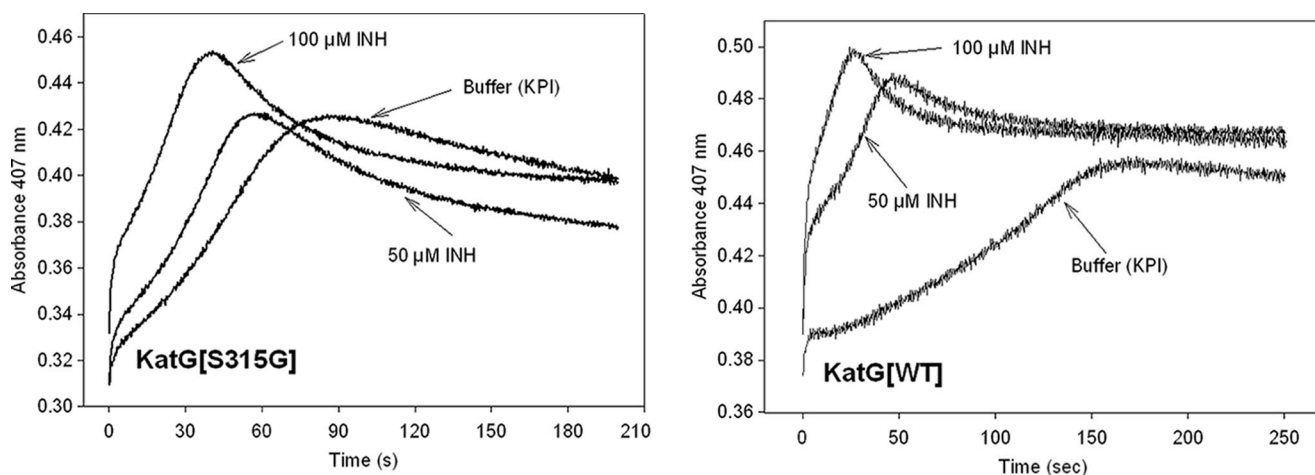 0.46
0.44
0.42
0.40
0.38
0.36
0.34
0.32
0.30
Absorbance 407 nm
100 µM INH
Buffer (KPI)
50 µM INH
KatG[S315G]
0 30 60 90 120 150 180 210
Time (s)
0.50
0.48
0.46
0.44
0.42
0.40
0.38
0.36
Absorbance 407 nm
100 µM INH
50 µM INH
Buffer (KPI)
KatG[WT]
0 50 100 150 200 250
Time (sec)